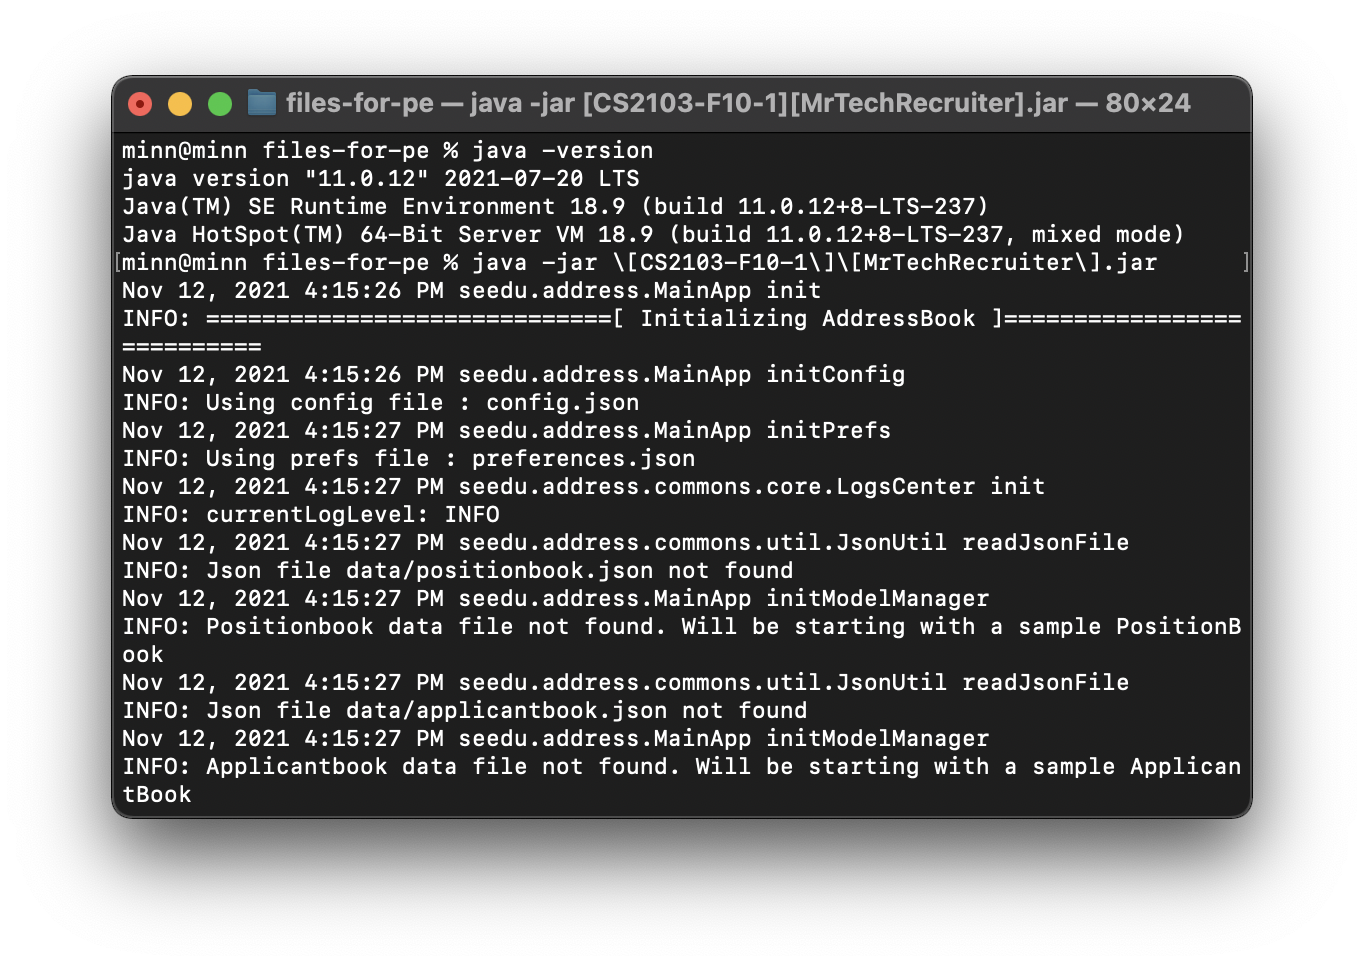 files-for-pe — java -jar [CS2103-F10-1][MrTechRecruiter].jar — 80×24
minn@minn files-for-pe % java -version
java version "11.0.12" 2021-07-20 LTS
Java(TM) SE Runtime Environment 18.9 (build 11.0.12+8-LTS-237)
Java HotSpot(TM) 64-Bit Server VM 18.9 (build 11.0.12+8-LTS-237, mixed mode)
[minn@minn files-for-pe % java -jar \[CS2103-F10-1\]\[MrTechRecruiter\].jar ]
Nov 12, 2021 4:15:26 PM seedu.address.MainApp init
INFO: =============================[ Initializing AddressBook ]=================
==========
Nov 12, 2021 4:15:26 PM seedu.address.MainApp initConfig
INFO: Using config file : config.json
Nov 12, 2021 4:15:27 PM seedu.address.MainApp initPrefs
INFO: Using prefs file : preferences.json
Nov 12, 2021 4:15:27 PM seedu.address.commons.core.LogsCenter init
INFO: currentLogLevel: INFO
Nov 12, 2021 4:15:27 PM seedu.address.commons.util.JsonUtil readJsonFile
INFO: Json file data/positionbook.json not found
Nov 12, 2021 4:15:27 PM seedu.address.MainApp initModelManager
INFO: Positionbook data file not found. Will be starting with a sample PositionB
ook
Nov 12, 2021 4:15:27 PM seedu.address.commons.util.JsonUtil readJsonFile
INFO: Json file data/applicantbook.json not found
Nov 12, 2021 4:15:27 PM seedu.address.MainApp initModelManager
INFO: Applicantbook data file not found. Will be starting with a sample Applican
tBook